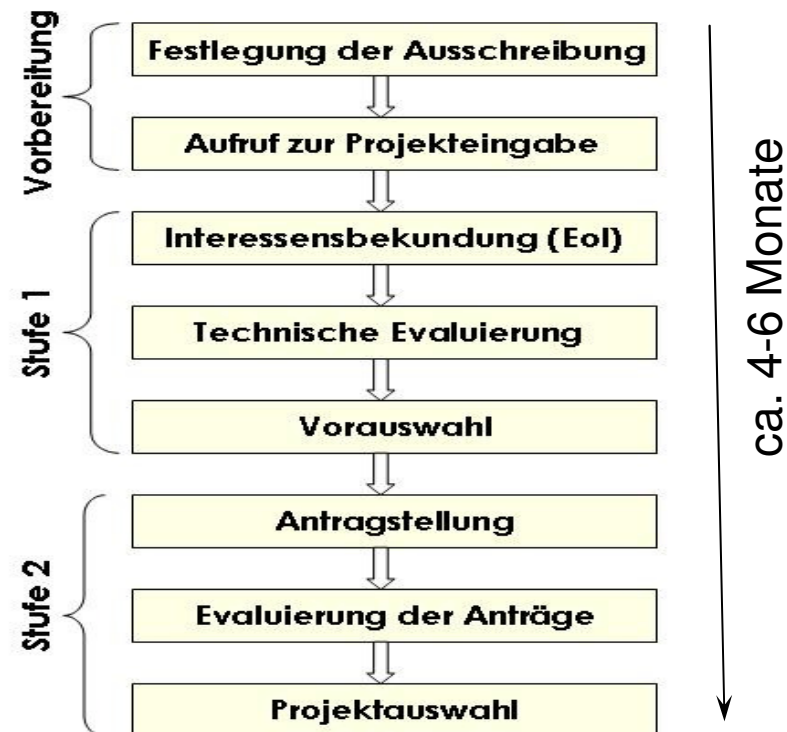 Vorbereitung
Festlegung der Ausschreibung
Aufruf zur Projekteingabe
Stufe 1
Interessensbekundung (EoI)
Technische Evaluierung
Vorauswahl
Stufe 2
Antragstellung
Evaluierung der Anträge
Projektauswahl
ca. 4-6 Monate